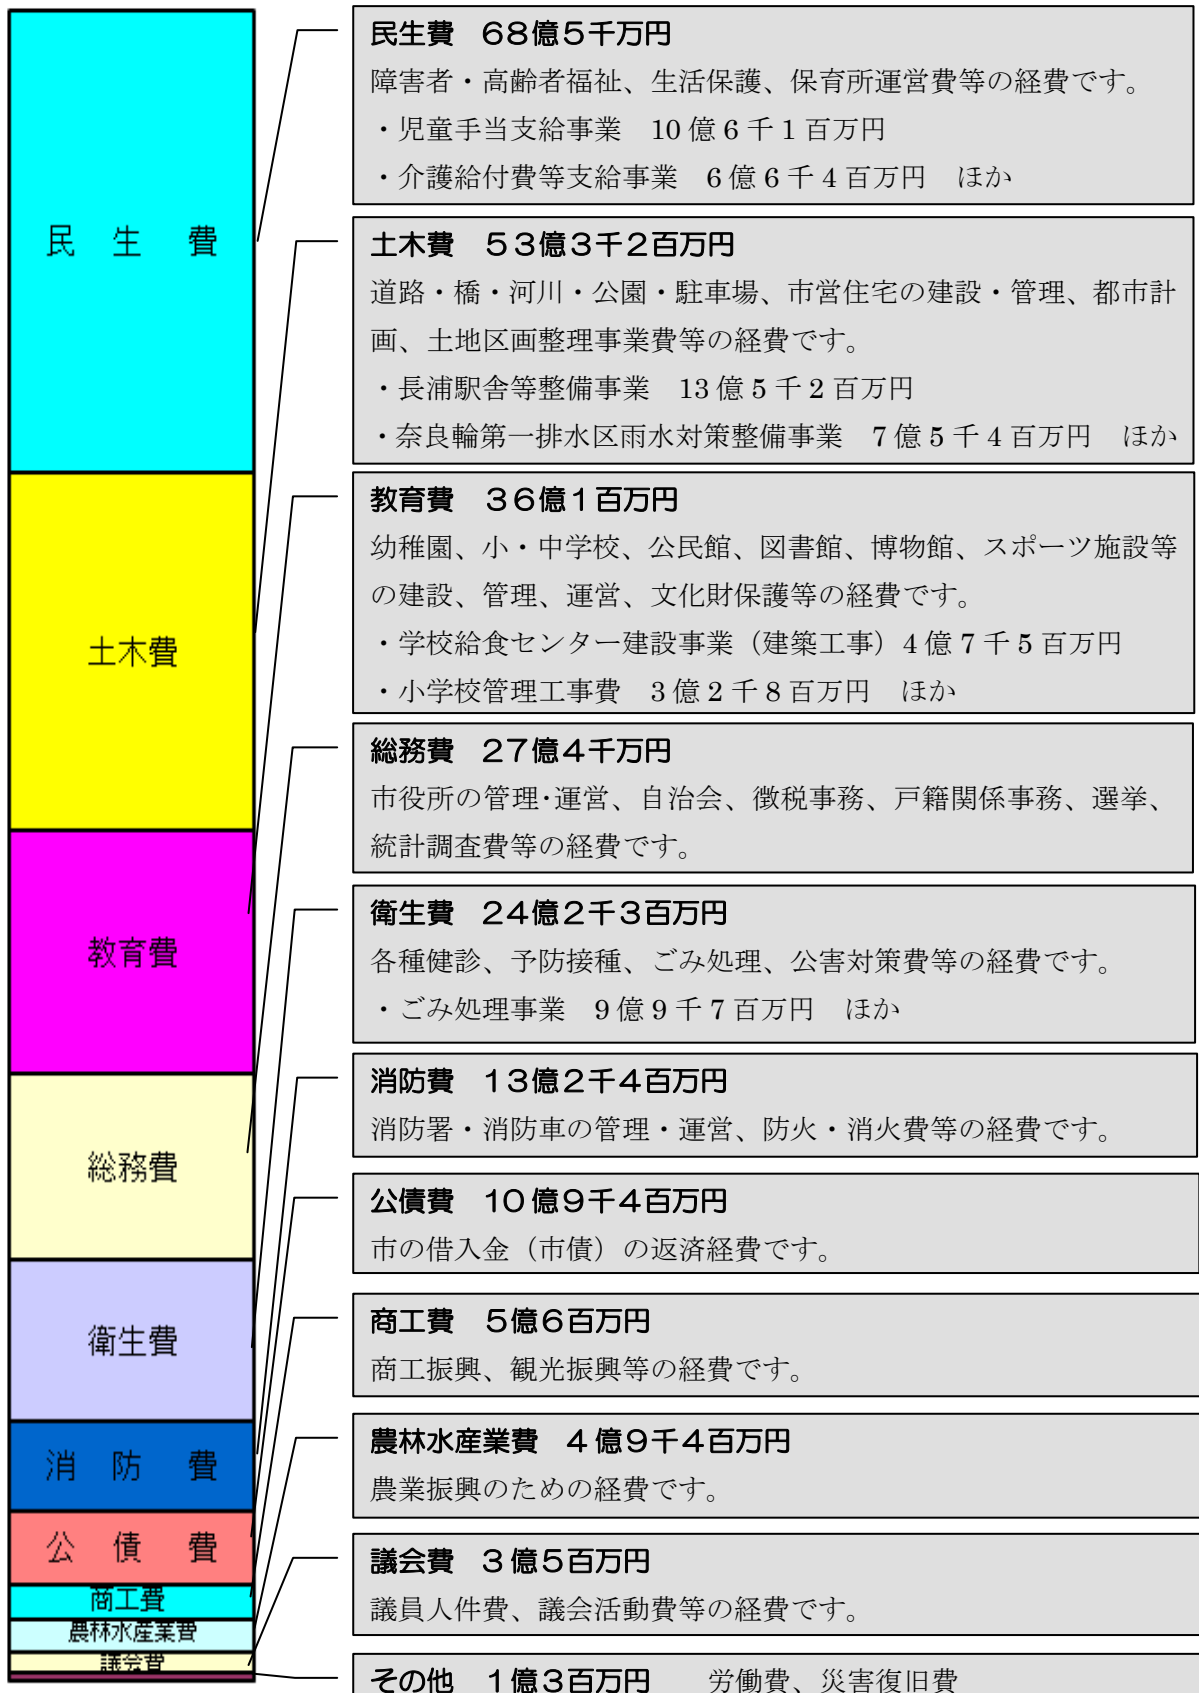 民生費
土木費
教育費
総務費
衛生費
消防費
公債費
商工費
農林水産業費
議会費
民生費　68億5千万円
障害者・高齢者福祉、生活保護、保育所運営費等の経費です。
・児童手当支給事業　10億6千1百万円
・介護給付費等支給事業　6億6千4百万円　ほか
土木費　53億3千2百万円
道路・橋・河川・公園・駐車場、市営住宅の建設・管理、都市計
画、土地区画整理事業費等の経費です。
・長浦駅舎等整備事業　13億5千2百万円
・奈良輪第一排水区雨水対策整備事業　7億5千4百万円　ほか
教育費　36億1百万円
幼稚園、小・中学校、公民館、図書館、博物館、スポーツ施設等
の建設、管理、運営、文化財保護等の経費です。
・学校給食センター建設事業（建築工事）4億7千5百万円
・小学校管理工事費　3億2千8百万円　ほか
総務費　27億4千万円
市役所の管理･運営、自治会、徴税事務、戸籍関係事務、選挙、
統計調査費等の経費です。
衛生費　24億2千3百万円
各種健診、予防接種、ごみ処理、公害対策費等の経費です。
・ごみ処理事業　9億9千7百万円　ほか
消防費　13億2千4百万円
消防署・消防車の管理・運営、防火・消火費等の経費です。
公債費　10億9千4百万円
市の借入金（市債）の返済経費です。
商工費　5億6百万円
商工振興、観光振興等の経費です。
農林水産業費　4億9千4百万円
農業振興のための経費です。
議会費　3億5百万円
議員人件費、議会活動費等の経費です。
その他　1億3百万円　　労働費、災害復旧費